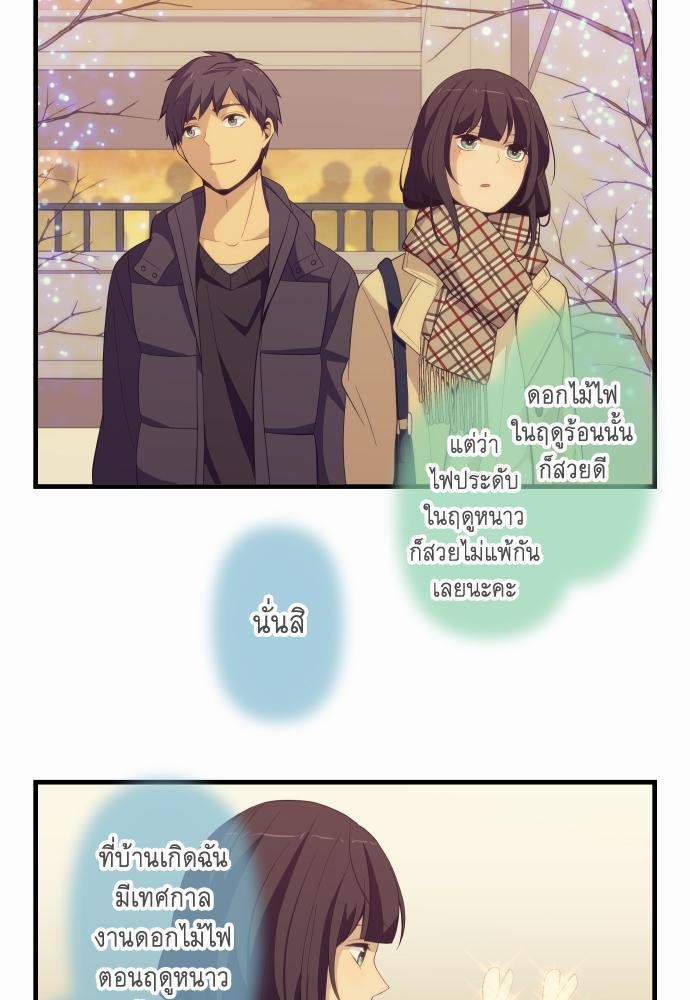 ดอกไม้ไฟ
ในฤดูร้อนนั้น
ก็สวยดี
แต่ว่า
ไฟประดับ
ในฤดูหนาว
ก็สวยไม่แพ้กัน
เลยนะคะ
นั่นสิ
ที่บ้านเกิดฉัน
มีเทศกาล
งานดอกไม้ไฟ
ตอนฤดูหนาว